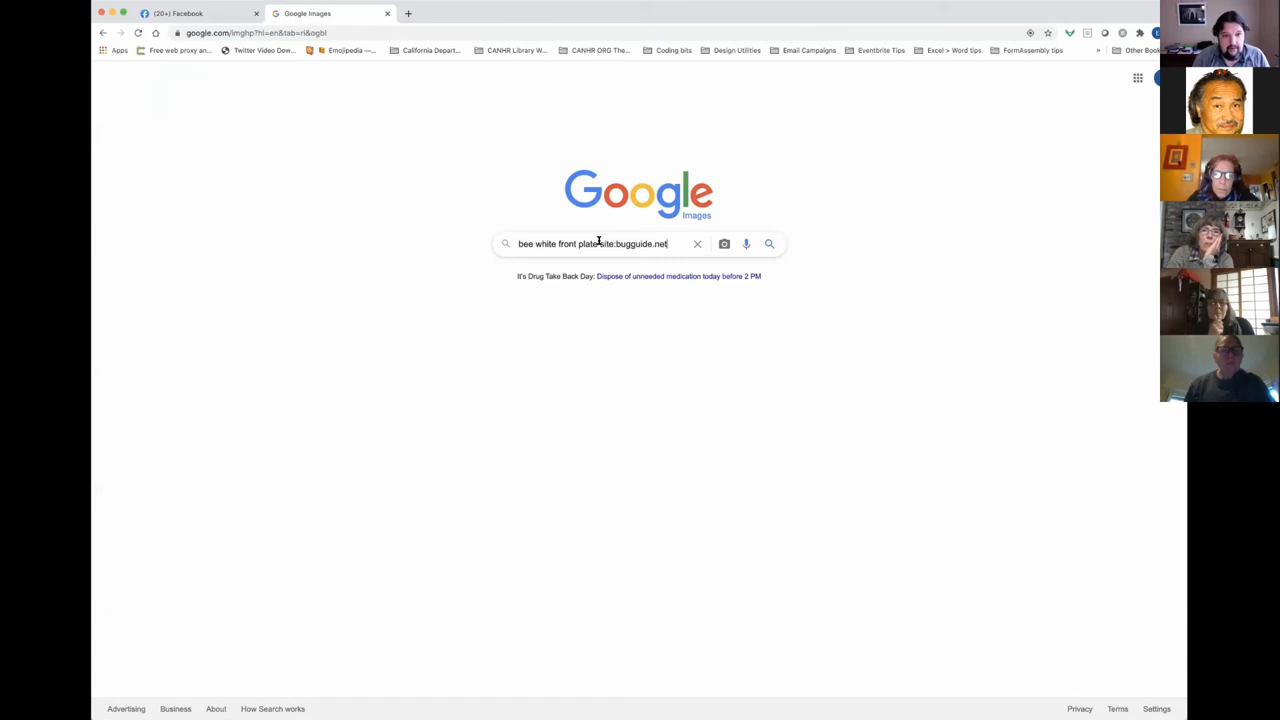 (20+) Facebook
Google Images
google.com/imghp?hl=en&tab=ri&ogbl
Apps
Free web proxy an...
Twitter Video Dow...
Emojipedia —...
California Depart...
CANHR Library W...
CANHR ORG The...
Coding bits
Design Utilities
Email Campaigns
Eventbrite Tips
Excel > Word tips
FormAssembly tips
»
Other Book
Google
Images
bee white front plate site:bugguide.net
It's Drug Take Back Day: Dispose of unneeded medication today before 2 PM
Advertising
Business
About
How Search works
Privacy
Terms
Settings